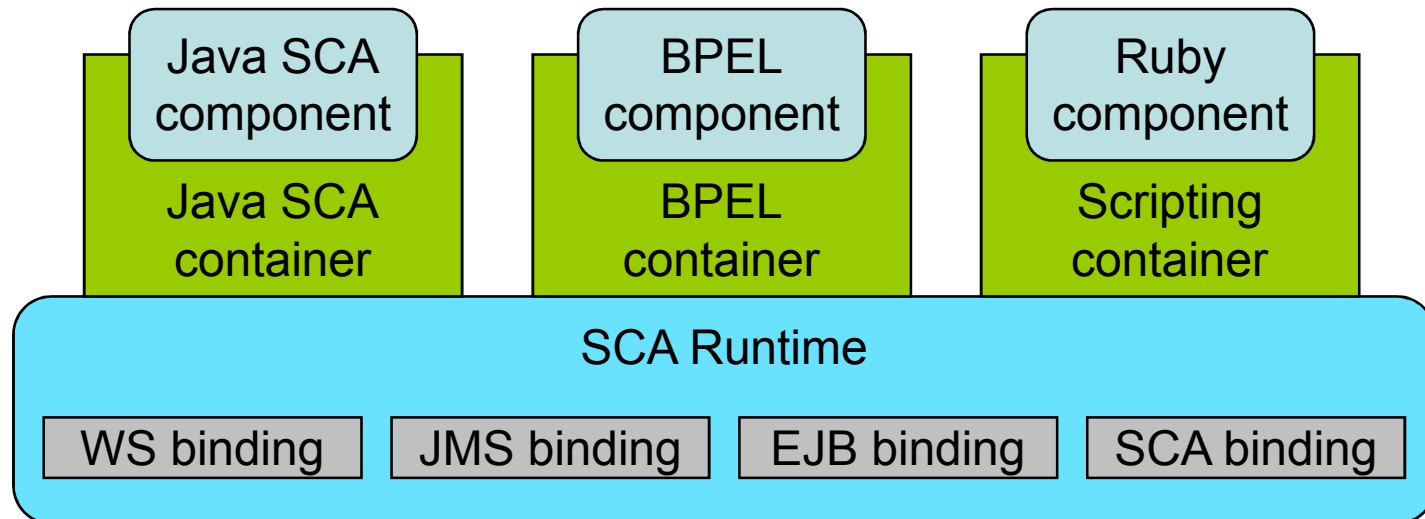 Java SCA
component
BPEL
component
Ruby
component
Java SCA
container
BPEL
container
Scripting
container
SCA Runtime
WS binding
JMS binding
EJB binding
SCA binding